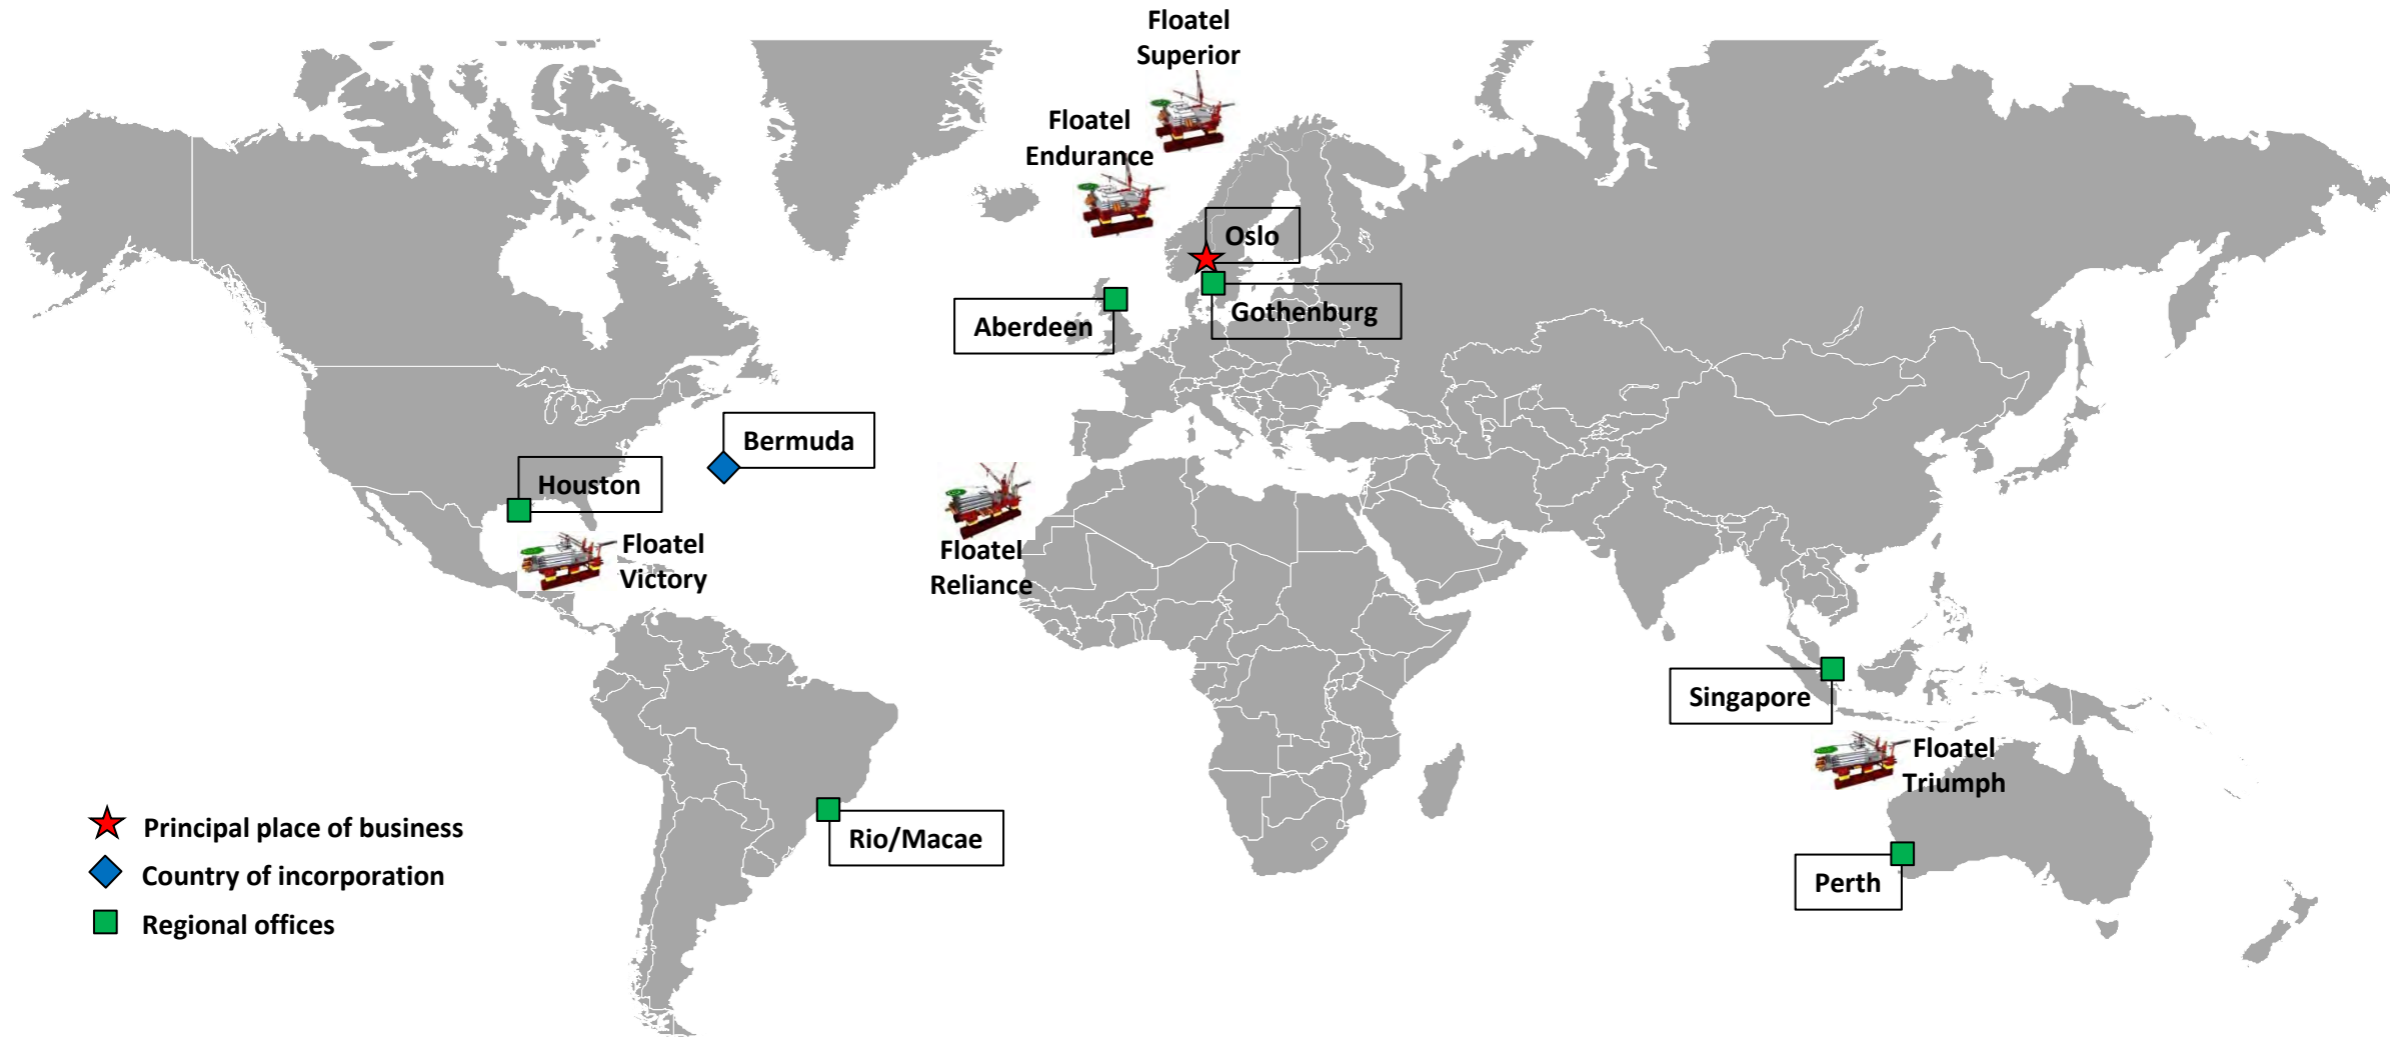 Floatel
Superior
Floatel
Endurance
Oslo
Gothenburg
Aberdeen
Bermuda
Houston
Floatel
Victory
Floatel
Reliance
Singapore
Floatel
Triumph
Rio/Macae
Perth
Principal place of business
Country of incorporation
Regional offices